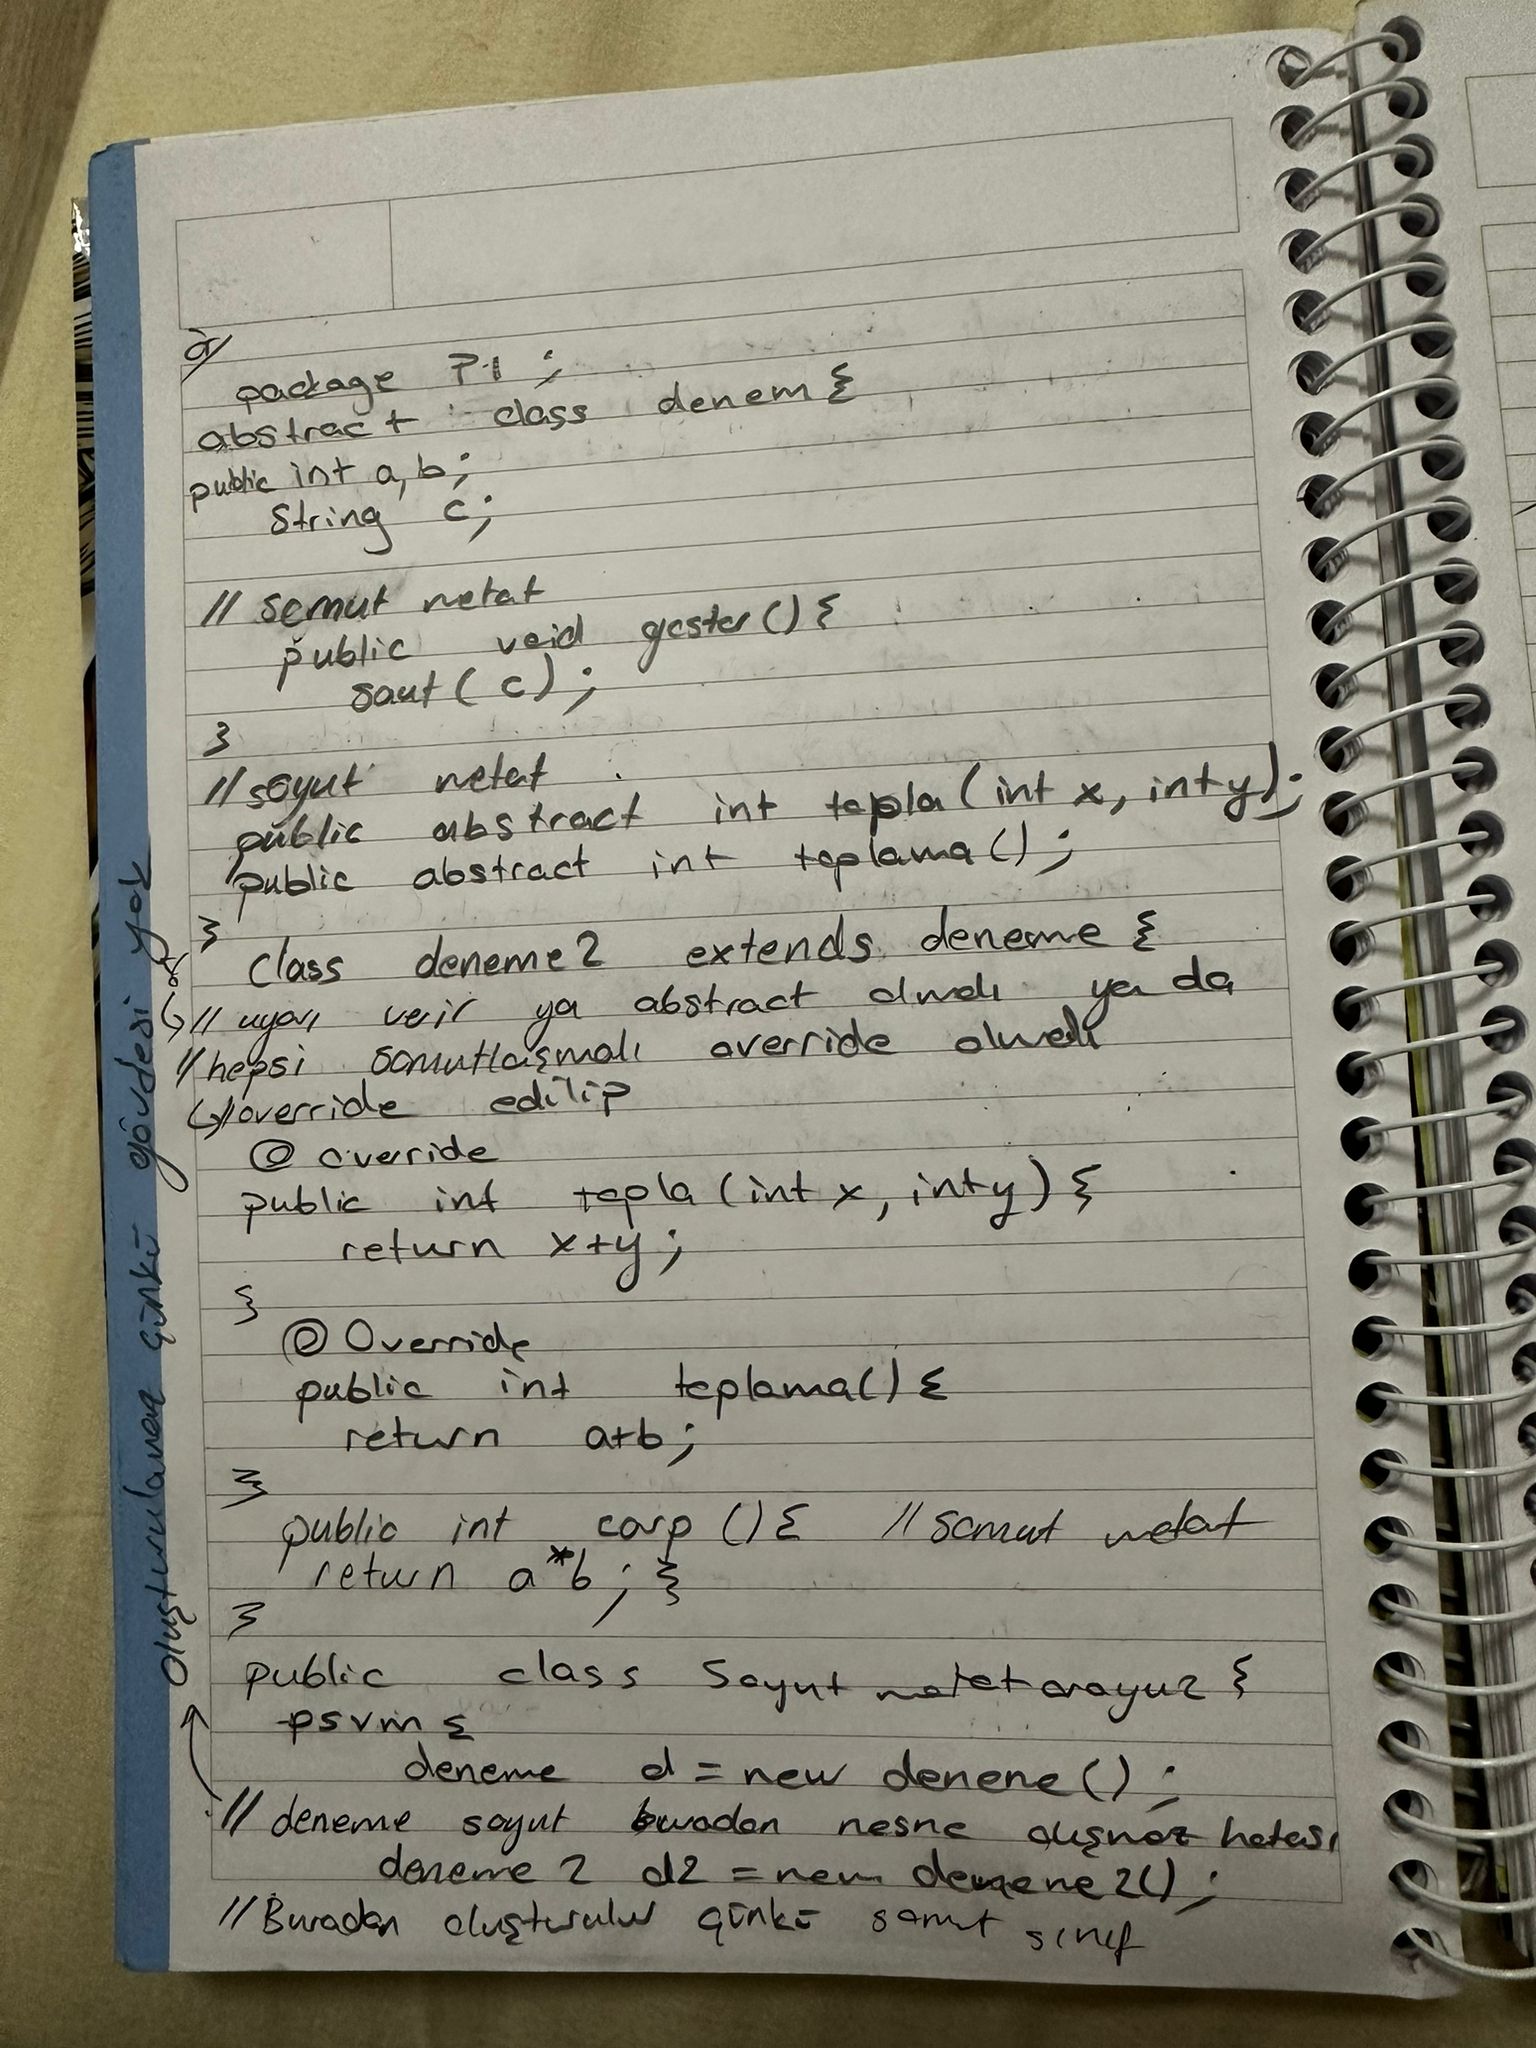 ör/
package P1;
abstract class denem{
public int a,b;
String c;
// somut metot
public void goster(){
sout(c);
}
//soyut metot
public abstract int topla(int x, int y);
public abstract int toplama();
}
class deneme2 extends deneme{
// uyarı verir ya abstract olmalı ya da
// hepsi somutlaşmalı override olmalı
// override edilip
@ override
public int topla(int x, int y){
return x+y;
}
@ Override
public int toplama(){
return a+b;
}
public int carp(){ // somut metot
return a*b; }
}
public class Soyut metot arayuz {
psvm {
deneme d = new denene();
// deneme soyut buradan nesne oluşmaz hatası
deneme2 d2 = new demene2();
// Buradan oluşturulur çünkü somut sınıf
oluşturulamaz çünkü gövdesi yok